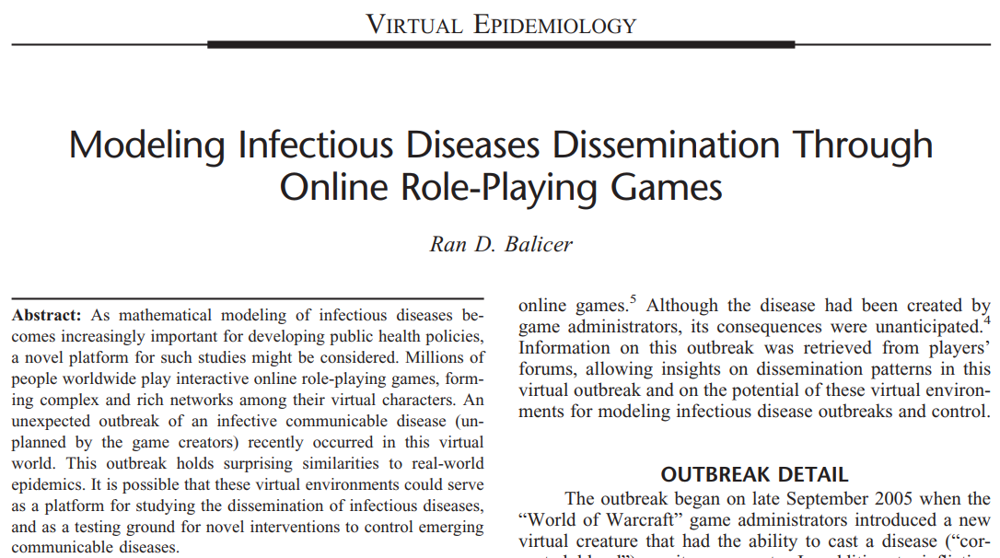 VIRTUAL EPIDEMIOLOGY
Modeling Infectious Diseases Dissemination Through
Online Role-Playing Games
Ran D. Balicer
Abstract: As mathematical modeling of infectious diseases be-
comes increasingly important for developing public health policies,
a novel platform for such studies might be considered. Millions of
people worldwide play interactive online role-playing games, form-
ing complex and rich networks among their virtual characters. An
unexpected outbreak of an infective communicable disease (un-
planned by the game creators) recently occurred in this virtual
world. This outbreak holds surprising similarities to real-world
epidemics. It is possible that these virtual environments could serve
as a platform for studying the dissemination of infectious diseases,
and as a testing ground for novel interventions to control emerging
communicable diseases.
online games.5 Although the disease had been created by
game administrators, its consequences were unanticipated.4
Information on this outbreak was retrieved from players'
forums, allowing insights on dissemination patterns in this
virtual outbreak and on the potential of these virtual environ-
ments for modeling infectious disease outbreaks and control.
OUTBREAK DETAIL
The outbreak began on late September 2005 when the
“World of Warcraft” game administrators introduced a new
virtual creature that had the ability to cast a disease (“cor-